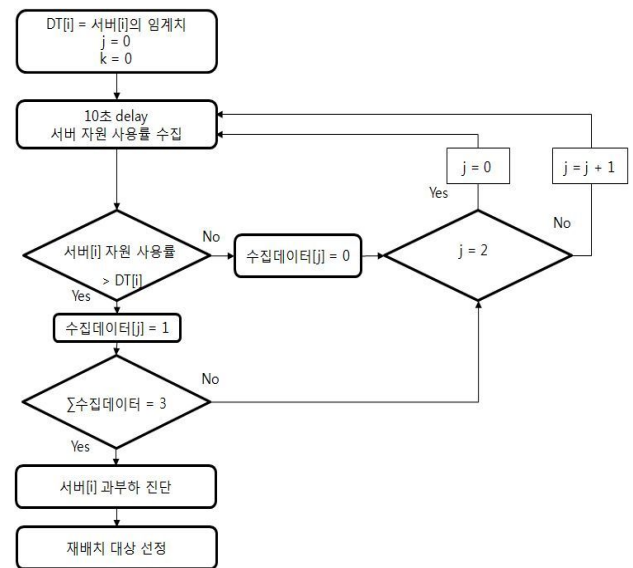 DT[i] = 서버[i]의 임계치
j = 0
k = 0
10초 delay
서버 자원 사용률 수집
j = 0
j = j + 1
Yes
No
서버[i] 자원 사용률
> DT[i]
No
수집데이터[j] = 0
j = 2
Yes
수집데이터[j] = 1
No
∑수집데이터 = 3
Yes
서버[i] 과부하 진단
재배치 대상 선정